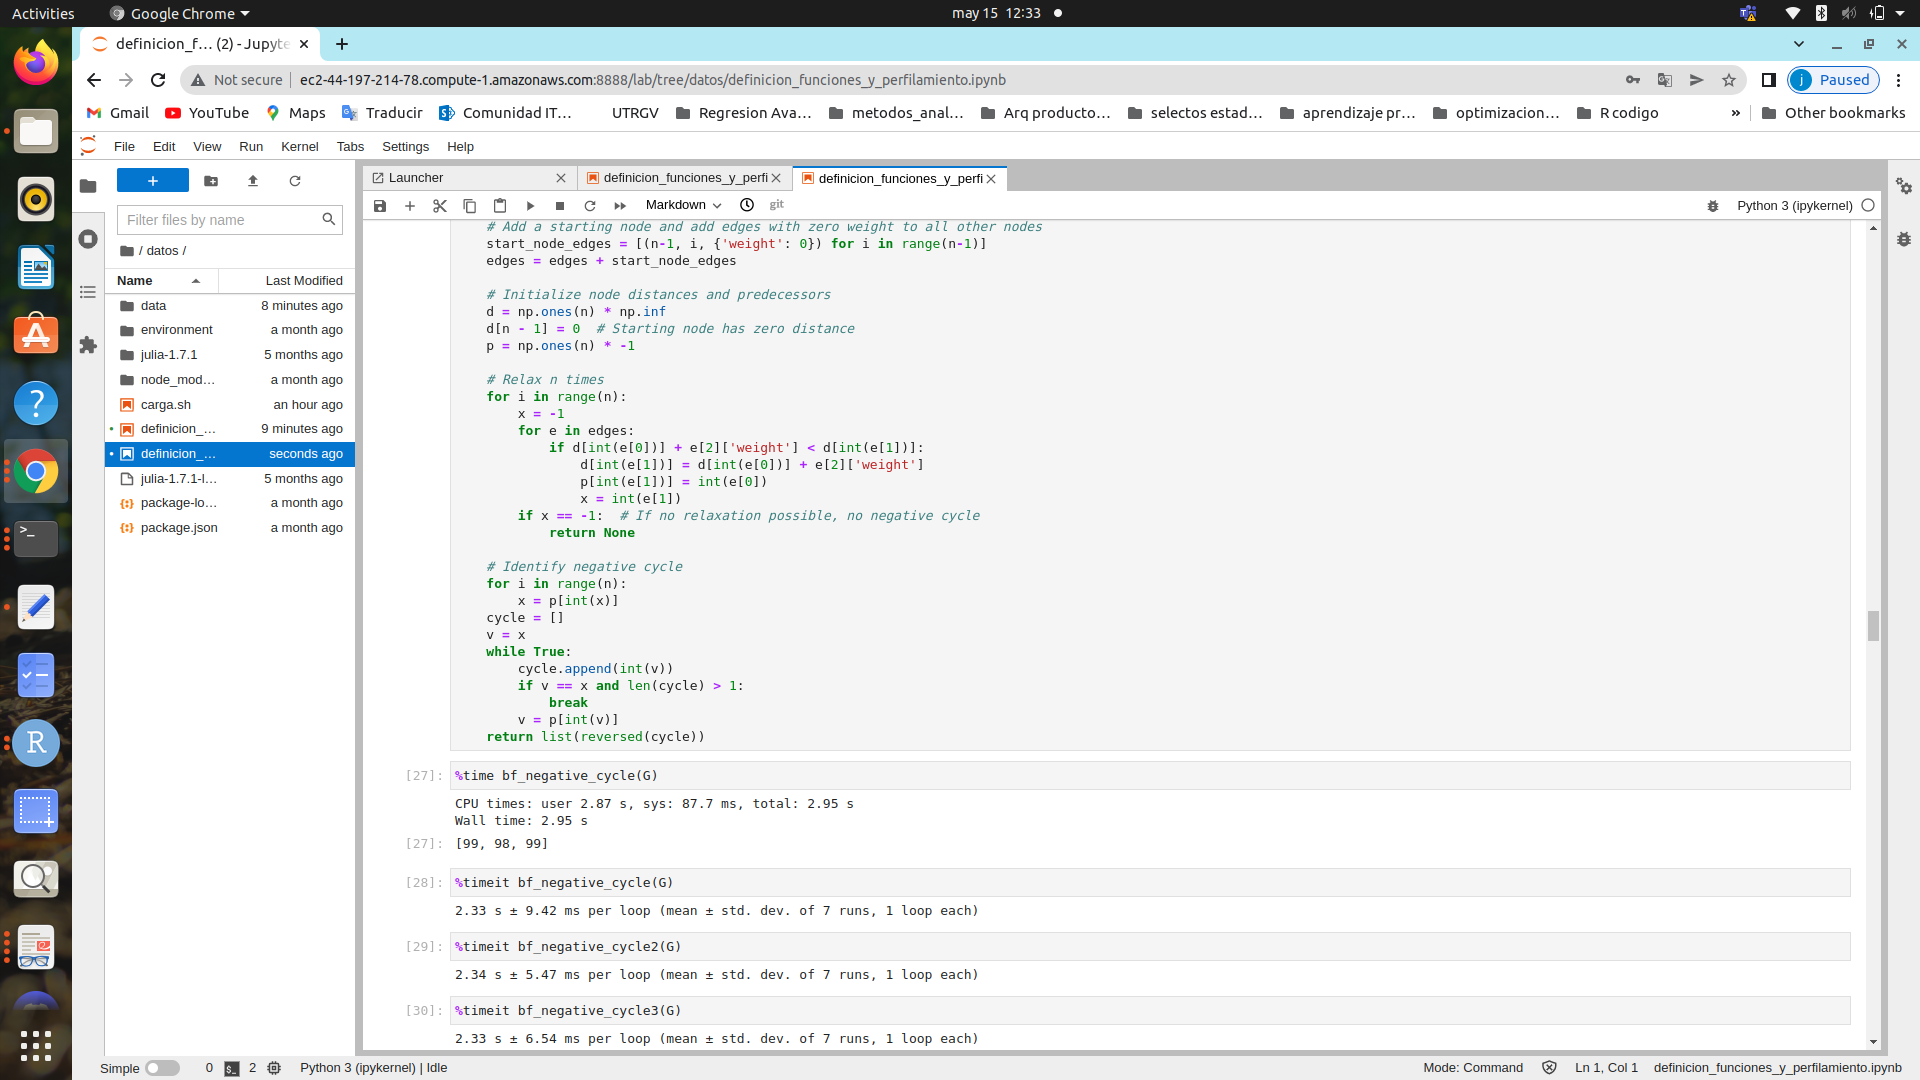 Activities
Google Chrome
may 15 12:33
definicion_f… (2) - Jupyte
Not secure
ec2-44-197-214-78.compute-1.amazonaws.com:8888/lab/tree/datos/definicion_funciones_y_perfilamiento.ipynb
j Paused
Gmail YouTube Maps Traducir Comunidad IT… UTRGV Regresion Ava… metodos_anal… Arq producto… selectos estad… aprendizaje pr… optimizacion… R codigo » Other bookmarks
File Edit View Run Kernel Tabs Settings Help
Launcher
definicion_funciones_y_perfi
definicion_funciones_y_perfi
Markdown
git
Python 3 (ipykernel)
Filter files by name
/ datos /
Name Last Modified
data 8 minutes ago
environment a month ago
julia-1.7.1 5 months ago
node_mod… a month ago
carga.sh an hour ago
definicion_… 9 minutes ago
definicion_… seconds ago
julia-1.7.1-l… 5 months ago
package-lo… a month ago
package.json a month ago
# Add a starting node and add edges with zero weight to all other nodes
start_node_edges = [(n-1, i, {'weight': 0}) for i in range(n-1)]
edges = edges + start_node_edges
# Initialize node distances and predecessors
d = np.ones(n) * np.inf
d[n - 1] = 0  # Starting node has zero distance
p = np.ones(n) * -1
# Relax n times
for i in range(n):
x = -1
for e in edges:
if d[int(e[0])] + e[2]['weight'] < d[int(e[1])]:
d[int(e[1])] = d[int(e[0])] + e[2]['weight']
p[int(e[1])] = int(e[0])
x = int(e[1])
if x == -1:  # If no relaxation possible, no negative cycle
return None
# Identify negative cycle
for i in range(n):
x = p[int(x)]
cycle = []
v = x
while True:
cycle.append(int(v))
if v == x and len(cycle) > 1:
break
v = p[int(v)]
return list(reversed(cycle))
[27]: %time bf_negative_cycle(G)
CPU times: user 2.87 s, sys: 87.7 ms, total: 2.95 s
Wall time: 2.95 s
[27]: [99, 98, 99]
[28]: %timeit bf_negative_cycle(G)
2.33 s ± 9.42 ms per loop (mean ± std. dev. of 7 runs, 1 loop each)
[29]: %timeit bf_negative_cycle2(G)
2.34 s ± 5.47 ms per loop (mean ± std. dev. of 7 runs, 1 loop each)
[30]: %timeit bf_negative_cycle3(G)
2.33 s ± 6.54 ms per loop (mean ± std. dev. of 7 runs, 1 loop each)
Simple 0 2 Python 3 (ipykernel) | Idle
Mode: Command Ln 1, Col 1 definicion_funciones_y_perfilamiento.ipynb